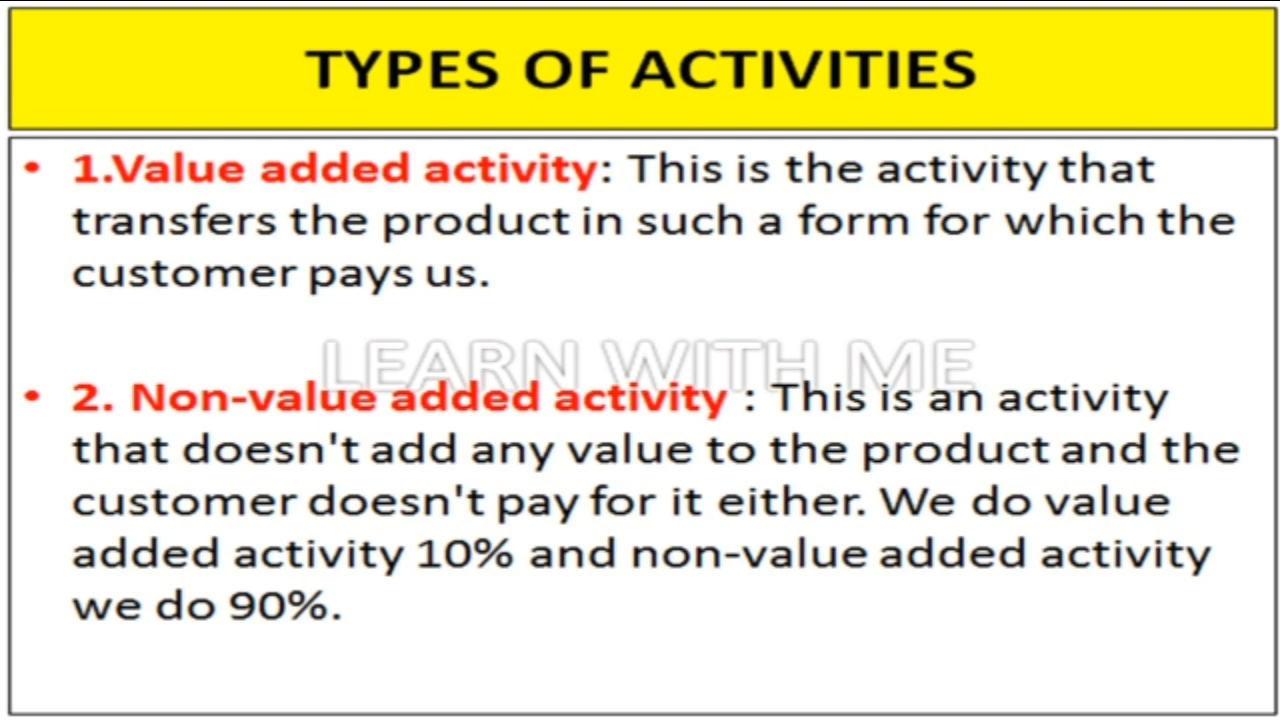 TYPES OF ACTIVITIES
• 1.Value added activity: This is the activity that
transfers the product in such a form for which the
customer pays us.
LEARN WITH ME
• 2. Non-value added activity : This is an activity
that doesn't add any value to the product and the
customer doesn't pay for it either. We do value
added activity 10% and non-value added activity
we do 90%.